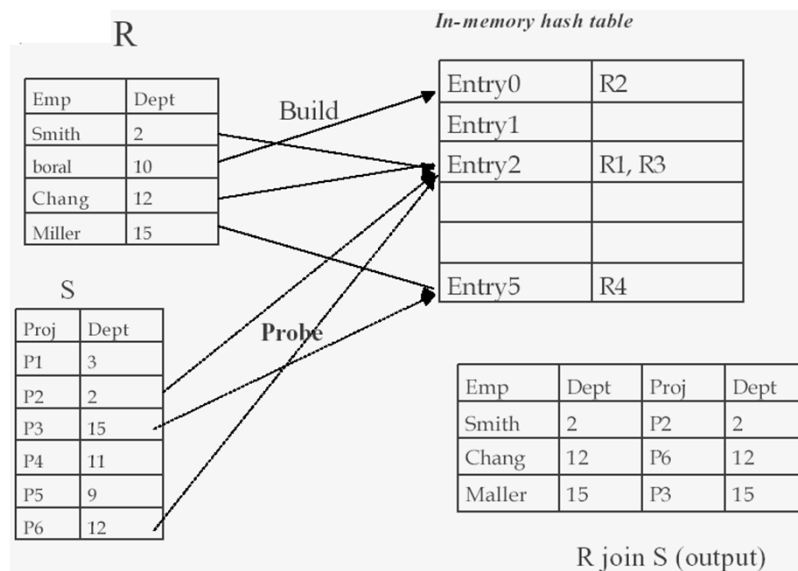 R
In-memory hash table
Emp Dept
Smith 2
boral 10
Chang 12
Miller 15
Build
Entry0 R2
Entry1
Entry2 R1, R3
Entry5 R4
S
Proj Dept
P1 3
P2 2
P3 15
P4 11
P5 9
P6 12
Probe
Emp Dept Proj Dept
Smith 2 P2 2
Chang 12 P6 12
Maller 15 P3 15
R join S (output)